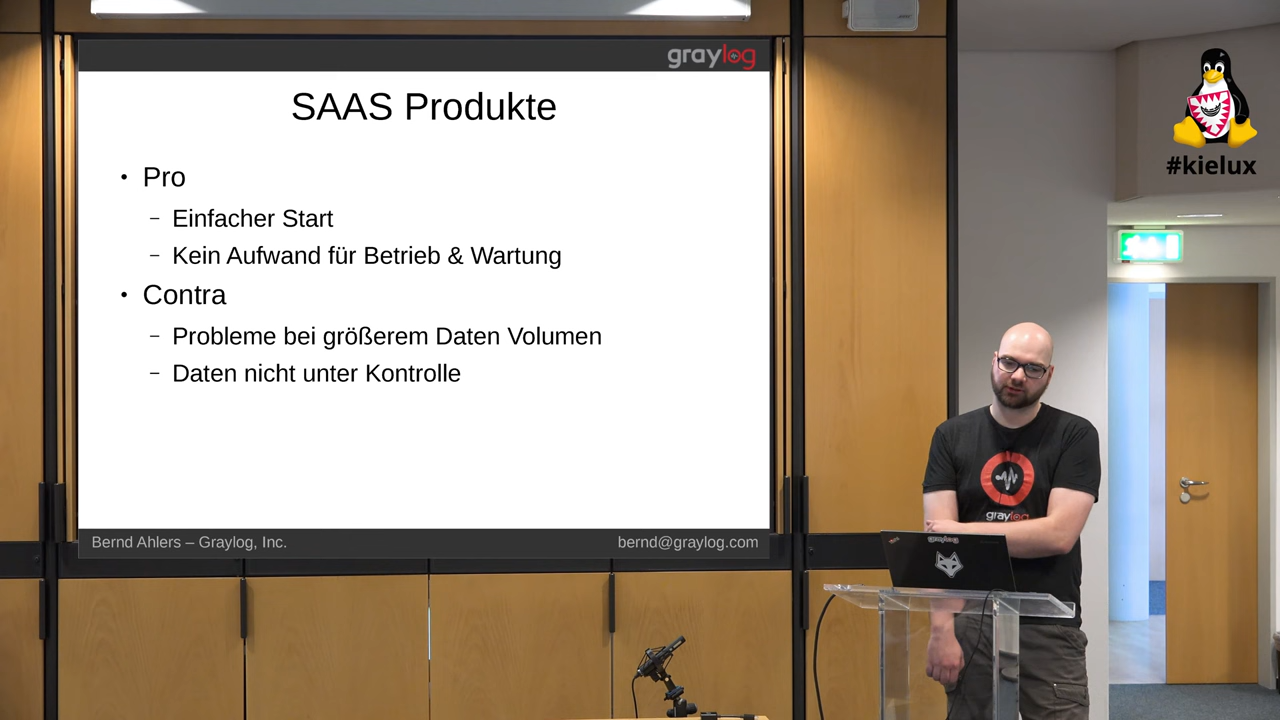 graylog
SAAS Produkte
• Pro
– Einfacher Start
– Kein Aufwand für Betrieb & Wartung
• Contra
– Probleme bei größerem Daten Volumen
– Daten nicht unter Kontrolle
Bernd Ahlers – Graylog, Inc.
bernd@graylog.com
#kielux
graylog
graylog